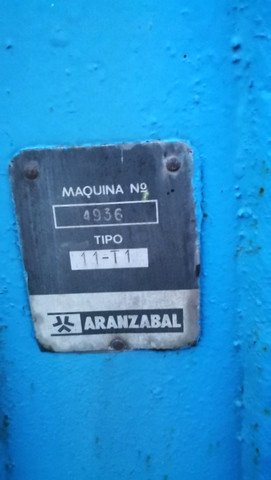 MAQUINA Nº
4936
TIPO
11-T1
ARANZABAL